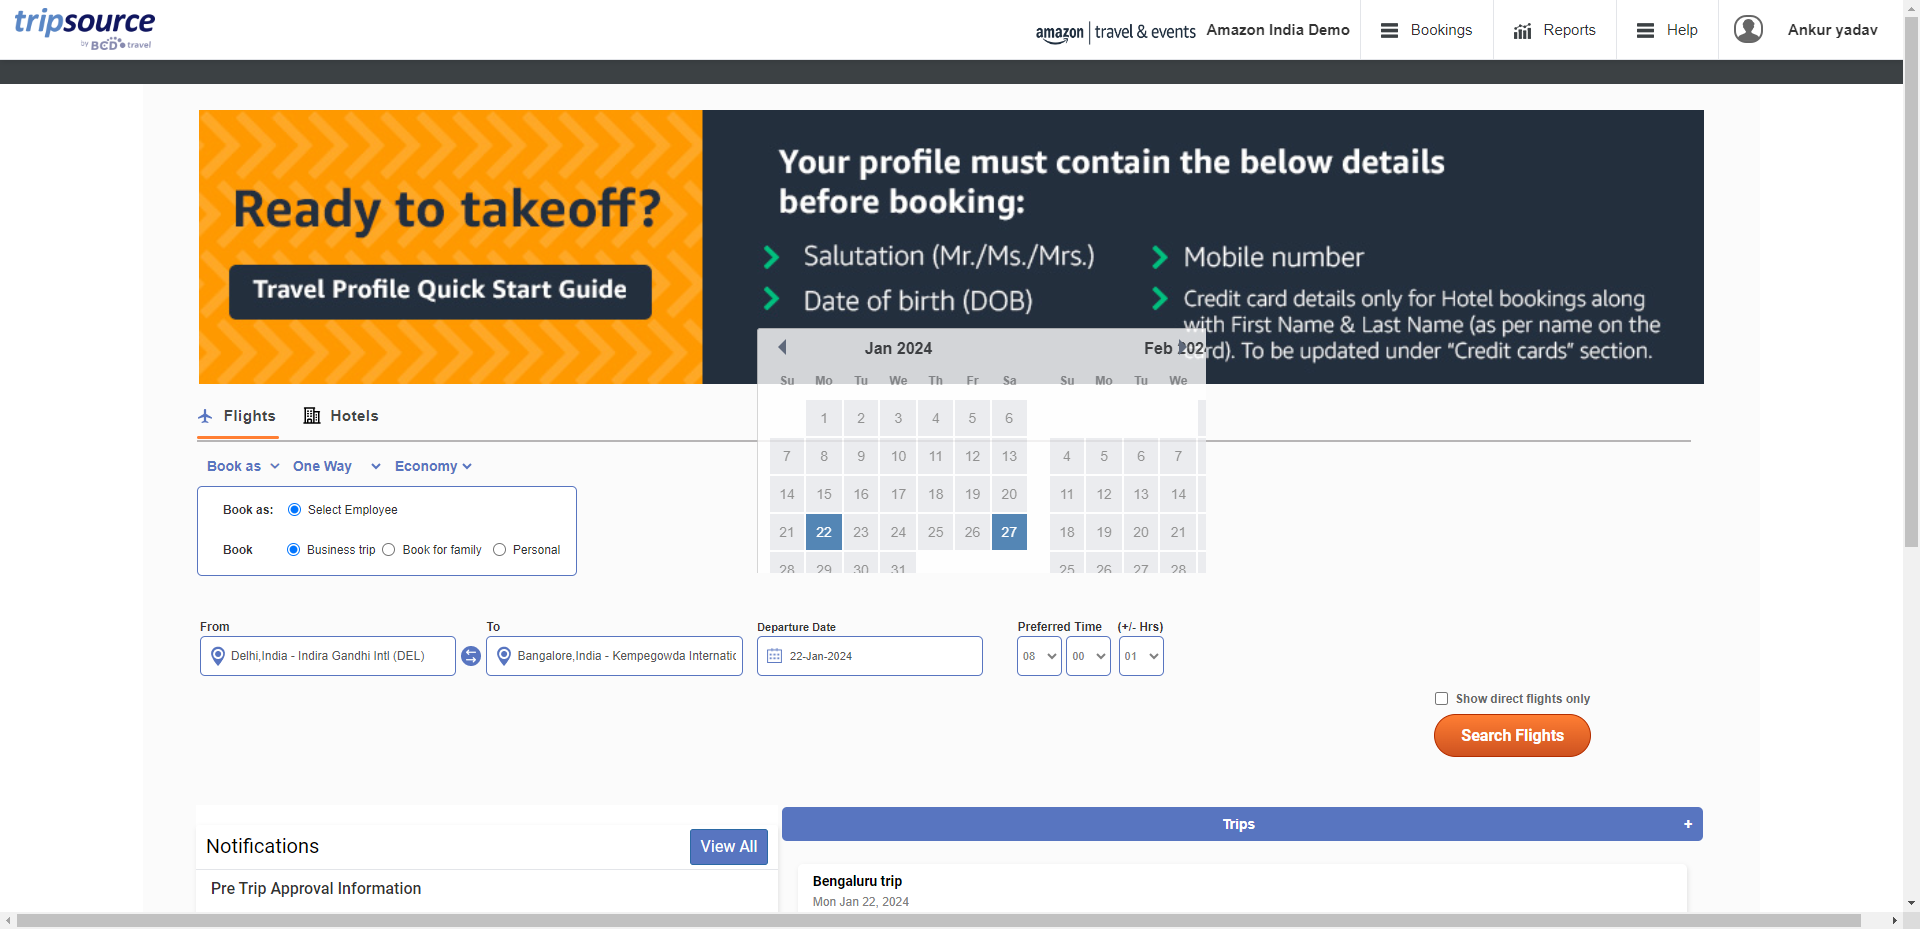 tripsource
by BCD travel
amazon | travel & events Amazon India Demo
Bookings
Reports
Help
Ankur yadav
Ready to takeoff?
Travel Profile Quick Start Guide
Your profile must contain the below details
before booking:
Salutation (Mr./Ms./Mrs.)
Date of birth (DOB)
Mobile number
Credit card details only for Hotel bookings along
with First Name & Last Name (as per name on the
card). To be updated under “Credit cards” section.
Jan 2024
Su Mo Tu We Th Fr Sa
1 2 3 4 5 6
7 8 9 10 11 12 13
14 15 16 17 18 19 20
21 22 23 24 25 26 27
28 29 30 31
Feb 202
Su Mo Tu We
4 5 6 7
11 12 13 14
18 19 20 21
25 26 27 28
Flights
Hotels
Book as
One Way
Economy
Book as: Select Employee
Book Business trip Book for family Personal
From
Delhi,India - Indira Gandhi Intl (DEL)
To
Bangalore,India - Kempegowda Internatio
Departure Date
22-Jan-2024
Preferred Time (+/- Hrs)
08 00 01
Show direct flights only
Search Flights
Notifications
View All
Pre Trip Approval Information
Trips +
Bengaluru trip
Mon Jan 22, 2024